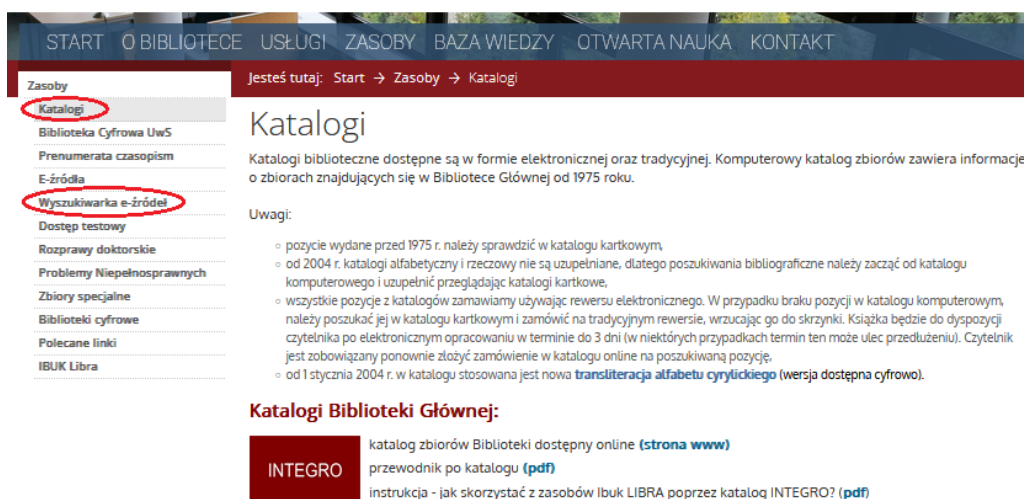 START O BIBLIOTECE USŁUGI ZASOBY BAZA WIEDZY OTWARTA NAUKA KONTAKT
Jesteś tutaj: Start → Zasoby → Katalogi
Zasoby
Katalogi
Biblioteka Cyfrowa UwS
Prenumerata czasopism
E-źródła
Wyszukiwarka e-źródeł
Dostęp testowy
Rozprawy doktorskie
Problemy Niepełnosprawnych
Zbiory specjalne
Biblioteki cyfrowe
Polecane linki
IBUK Libra
Katalogi
Katalogi biblioteczne dostępne są w formie elektronicznej oraz tradycyjnej. Komputerowy katalog zbiorów zawiera informacje
o zbiorach znajdujących się w Bibliotece Głównej od 1975 roku.
Uwagi:
◦ pozycie wydane przed 1975 r. należy sprawdzić w katalogu kartkowym,
◦ od 2004 r. katalogi alfabetyczny i rzeczowy nie są uzupełniane, dlatego poszukiwania bibliograficzne należy zacząć od katalogu
komputerowego i uzupełnić przeglądając katalogi kartkowe,
◦ wszystkie pozycje z katalogów zamawiamy używając rewersu elektronicznego. W przypadku braku pozycji w katalogu komputerowym,
należy poszukać jej w katalogu kartkowym i zamówić na tradycyjnym rewersie, wrzucając go do skrzynki. Książka będzie do dyspozycji
czytelnika po elektronicznym opracowaniu w terminie do 3 dni (w niektórych przypadkach termin ten może ulec przedłużeniu). Czytelnik
jest zobowiązany ponownie złożyć zamówienie w katalogu online na poszukiwaną pozycję,
◦ od 1 stycznia 2004 r. w katalogu stosowana jest nowa transliteracja alfabetu cyrylickiego (wersja dostępna cyfrowo).
Katalogi Biblioteki Głównej:
INTEGRO
katalog zbiorów Biblioteki dostępny online (strona www)
przewodnik po katalogu (pdf)
instrukcja - jak skorzystać z zasobów Ibuk LIBRA poprzez katalog INTEGRO? (pdf)